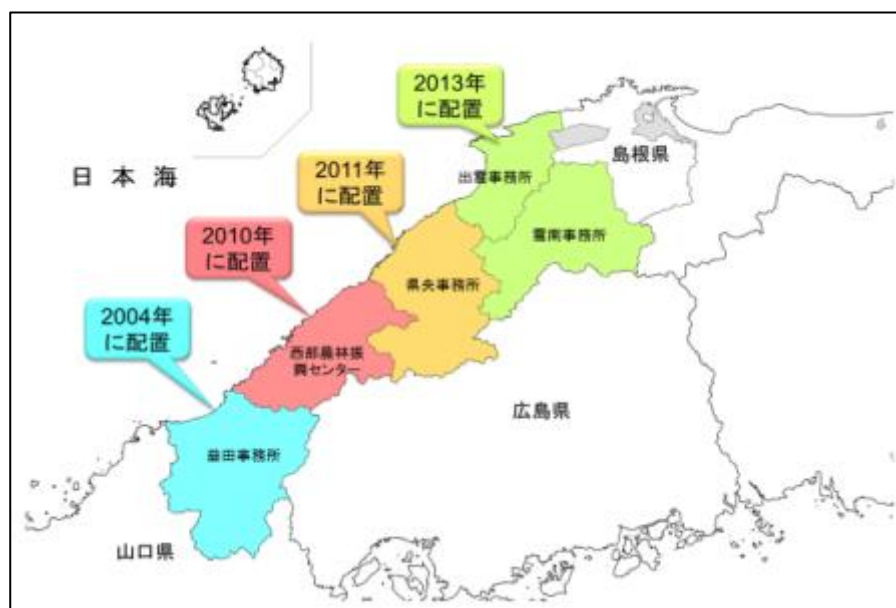 2013年
に配置
島根県
出雲事務所
日本海
2011年
に配置
雲南事務所
2010年
に配置
県央事務所
2004年
に配置
西部農林振
興センター
広島県
益田事務所
山口県